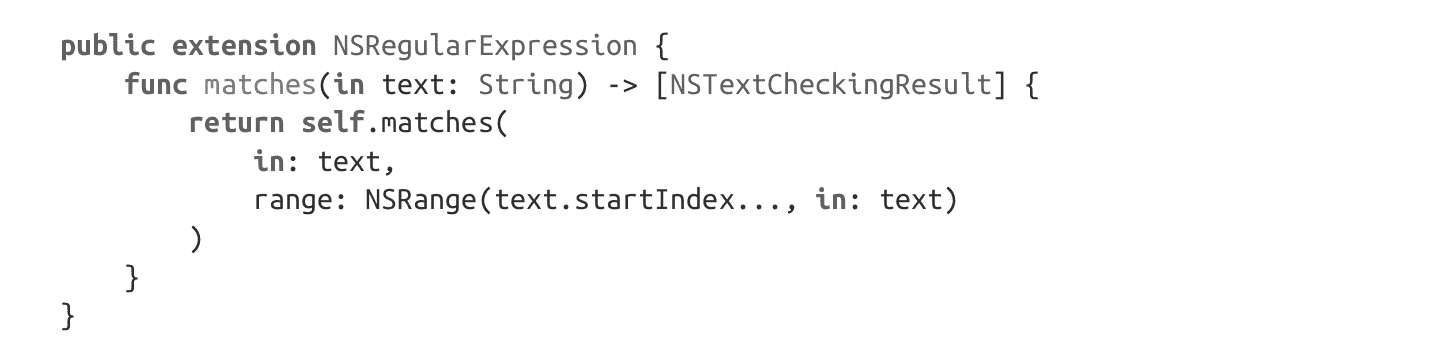 public extension NSRegularExpression {
    func matches(in text: String) -> [NSTextCheckingResult] {
        return self.matches(
            in: text,
            range: NSRange(text.startIndex..., in: text)
        )
    }
}